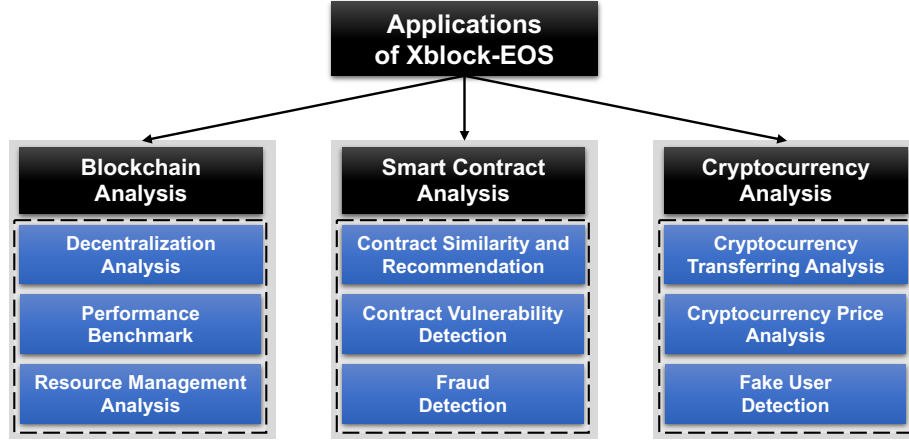 Applications
of Xblock-EOS
Blockchain
Analysis
Decentralization
Analysis
Performance
Benchmark
Resource Management
Analysis
Smart Contract
Analysis
Contract Similarity and
Recommendation
Contract Vulnerability
Detection
Fraud
Detection
Cryptocurrency
Analysis
Cryptocurrency
Transferring Analysis
Cryptocurrency Price
Analysis
Fake User
Detection